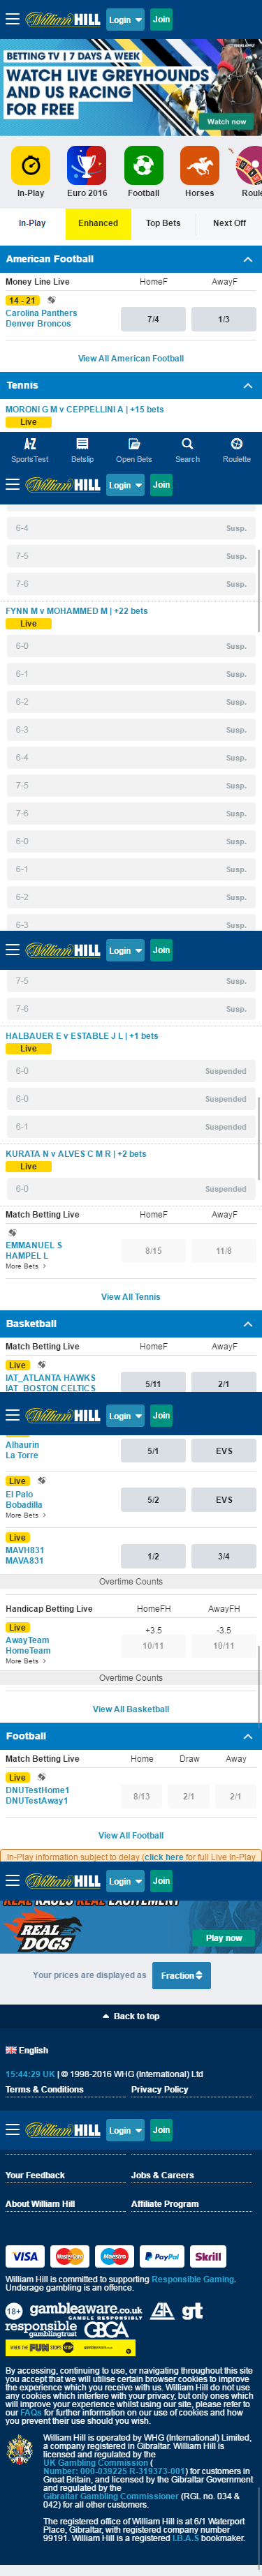 William HILL Login Join
BETTING TV | 7 DAYS A WEEK
WATCH LIVE GREYHOUNDS
AND US RACING
FOR FREE
Watch now
In-Play Euro 2016 Football Horses Roule
In-Play Enhanced Top Bets Next Off
American Football
Money Line Live HomeF AwayF
14 - 21
Carolina Panthers
Denver Broncos
7/4 1/3
View All American Football
Tennis
MORONI G M v CEPPELLINI A | +15 bets
Live
SportsTest Betslip Open Bets Search Roulette
William HILL Login Join
6-4 Susp.
7-5 Susp.
7-6 Susp.
FYNN M v MOHAMMED M | +22 bets
Live
6-0 Susp.
6-1 Susp.
6-2 Susp.
6-3 Susp.
6-4 Susp.
7-5 Susp.
7-6 Susp.
6-0 Susp.
6-1 Susp.
6-2 Susp.
6-3 Susp.
William HILL Login Join
7-5 Susp.
7-6 Susp.
HALBAUER E v ESTABLE J L | +1 bets
Live
6-0 Suspended
6-0 Suspended
6-1 Suspended
KURATA N v ALVES C M R | +2 bets
Live
6-0 Suspended
Match Betting Live HomeF AwayF
EMMANUEL S
HAMPEL L
8/15 11/8
More Bets >
View All Tennis
Basketball
Match Betting Live HomeF AwayF
Live
IAT_ATLANTA HAWKS
IAT_BOSTON CELTICS
5/11 2/1
William HILL Login Join
Alhaurin
La Torre
5/1 EVS
Live
El Palo
Bobadilla
5/2 EVS
More Bets >
Live
MAVH831
MAVA831
1/2 3/4
Overtime Counts
Handicap Betting Live HomeFH AwayFH
Live
AwayTeam
HomeTeam
+3.5 -3.5
10/11 10/11
More Bets >
Overtime Counts
View All Basketball
Football
Match Betting Live Home Draw Away
Live
DNUTestHome1
DNUTestAway1
8/13 2/1 2/1
View All Football
In-Play information subject to delay (click here for full Live In-Play
William HILL Login Join
REAL RACES REAL EXCITEMENT
REAL DOGS
Play now
Your prices are displayed as Fraction
Back to top
English
15:44:29 UK | © 1998-2016 WHG (International) Ltd
Terms & Conditions Privacy Policy
William HILL Login Join
Your Feedback Jobs & Careers
About William Hill Affiliate Program
VISA MasterCard Maestro PayPal Skrill
William Hill is committed to supporting Responsible Gaming.
Underage gambling is an offence.
18+ gambleaware.co.uk GAMBLE RESPONSIBLY gt
responsible gamblingtrust GBGA
WHEN THE FUN STOPS STOP gambleaware.co.uk
By accessing, continuing to use, or navigating throughout this site
you accept that we will use certain browser cookies to improve
the experience which you receive with us. William Hill do not use
any cookies which interfere with your privacy, but only ones which
will improve your experience whilst using our site, please refer to
our FAQs for further information on our use of cookies and how
you prevent their use should you wish.
William Hill is operated by WHG (International) Limited,
a company registered in Gibraltar. William Hill is
licensed and regulated by the
UK Gambling Commission (
Number: 000-039225 R-319373-001) for customers in
Great Britain, and licensed by the Gibraltar Government
and regulated by the
Gibraltar Gambling Commissioner (RGL no. 034 &
042) for all other customers.
The registered office of William Hill is at 6/1 Waterport
Place, Gibraltar, with registered company number
99191. William Hill is a registered I.B.A.S bookmaker.